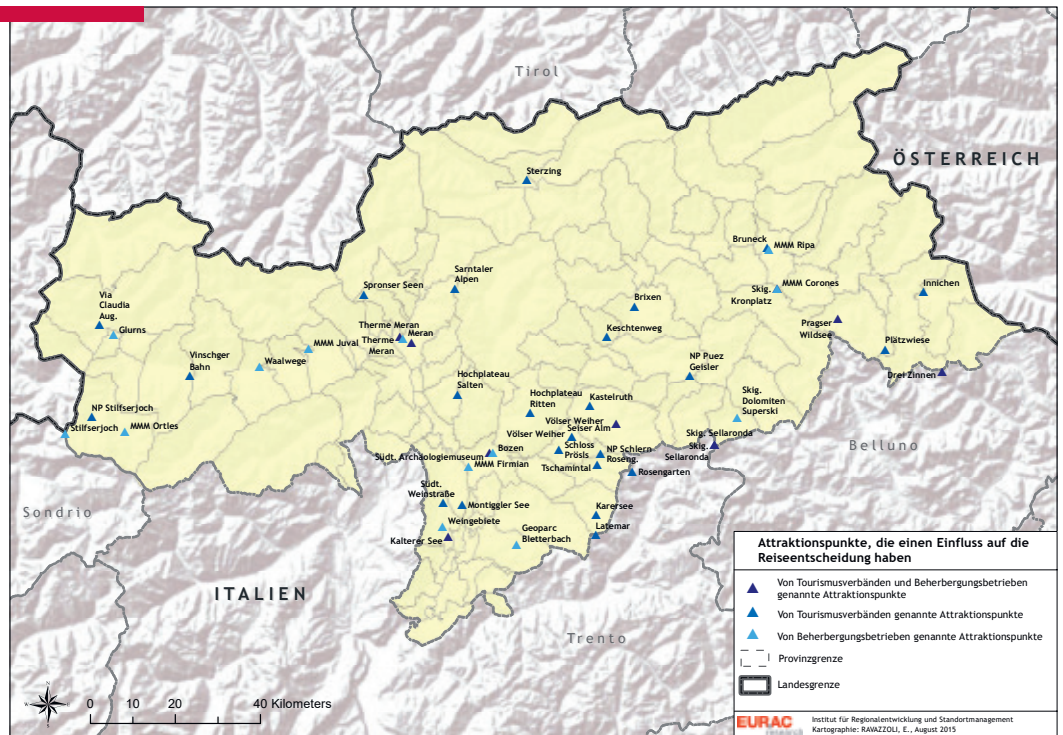 Tirol
ÖSTERREICH
Sterzing
Bruneck
MMM Ripa
Sarntaler
Alpen
Spronser Seen
Skig.
Kronplatz
MMM Corones
Innichen
Via
Claudia
Aug.
Glurns
Brixen
Therme Meran
Meran
Therme
Meran
Keschtenweg
Pragser
Wildsee
Plätzwiese
MMM Juval
Waalwege
Vinschger
Bahn
NP Puez
Geisler
Drei Zinnen
Hochplateau
Salten
Hochplateau
Ritten
Kastelruth
Skig.
Dolomiten
Superski
NP Stilfserjoch
Stilfserjoch
MMM Ortles
Völser Weiher
Seiser Alm
Völser Weiher
Skig. Sellaronda
Skig.
Sellaronda
Belluno
Bozen
Südt. Archäologiemuseum
MMM Firmian
Schloss
Prösls
NP Schlern
Roseng.
Tschamintal
Rosengarten
Südt.
Weinstraße
Montiggler See
Sondrio
Weingebiete
Kalterer See
Geoparc
Bletterbach
Karersee
Latemar
ITALIEN
Trento
Attraktionspunkte, die einen Einfluss auf die
Reiseentscheidung haben
Von Tourismusverbänden und Beherbergungsbetrieben
genannte Attraktionspunkte
Von Tourismusverbänden genannte Attraktionspunkte
Von Beherbergungsbetrieben genannte Attraktionspunkte
Provinzgrenze
Landesgrenze
N
W E
S
0 10 20 40 Kilometers
EURAC
research
Institut für Regionalentwicklung und Standortmanagement
Kartographie: RAVAZZOLI, E., August 2015